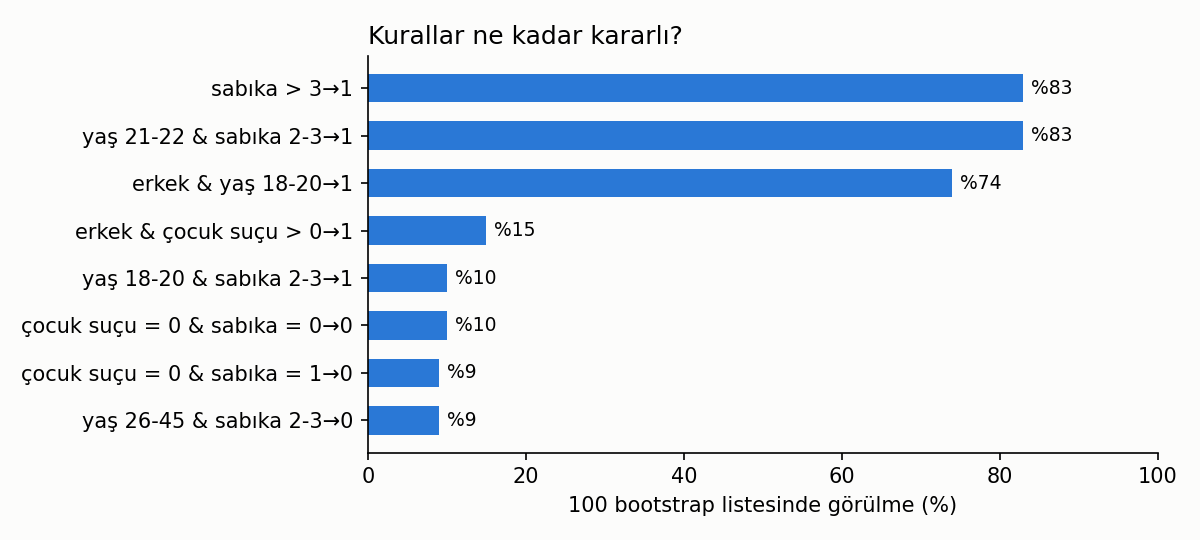 Kurallar ne kadar kararlı?
sabıka > 3→1
%83
yaş 21-22 & sabıka 2-3→1
%83
erkek & yaş 18-20→1
%74
erkek & çocuk suçu > 0→1
%15
yaş 18-20 & sabıka 2-3→1
%10
çocuk suçu = 0 & sabıka = 0→0
%10
çocuk suçu = 0 & sabıka = 1→0
%9
yaş 26-45 & sabıka 2-3→0
%9
0 20 40 60 80 100
100 bootstrap listesinde görülme (%)